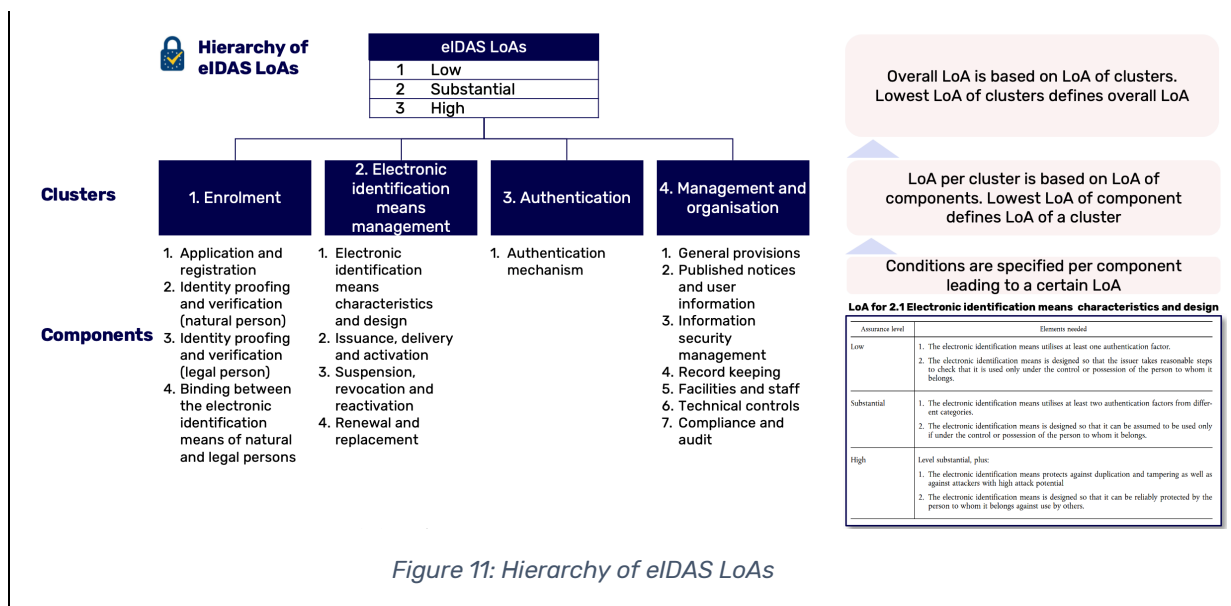 Hierarchy of
eIDAS LoAs
eIDAS LoAs
1 Low
2 Substantial
3 High
Overall LoA is based on LoA of clusters.
Lowest LoA of clusters defines overall LoA
Clusters
1. Enrolment
2. Electronic
identification
means
management
3. Authentication
4. Management and
organisation
LoA per cluster is based on LoA of
components. Lowest LoA of component
defines LoA of a cluster
Components
1. Application and
registration
2. Identity proofing
and verification
(natural person)
3. Identity proofing
and verification
(legal person)
4. Binding between
the electronic
identification
means of natural
and legal persons
1. Electronic
identification
means
characteristics
and design
2. Issuance, delivery
and activation
3. Suspension,
revocation and
reactivation
4. Renewal and
replacement
1. Authentication
mechanism
1. General provisions
2. Published notices
and user
information
3. Information
security
management
4. Record keeping
5. Facilities and staff
6. Technical controls
7. Compliance and
audit
Conditions are specified per component
leading to a certain LoA
LoA for 2.1 Electronic identification means characteristics and design
Assurance level Elements needed
Low 1. The electronic identification means utilises at least one authentication factor.
2. The electronic identification means is designed so that the issuer takes reasonable steps
to check that it is used only under the control or possession of the person to whom it
belongs.
Substantial 1. The electronic identification means utilises at least two authentication factors from differ-
ent categories.
2. The electronic identification means is designed so that it can be assumed to be used only
if under the control or possession of the person to whom it belongs.
High Level substantial, plus:
1. The electronic identification means protects against duplication and tampering as well as
against attackers with high attack potential
2. The electronic identification means is designed so that it can be reliably protected by the
person to whom it belongs against use by others.
Figure 11: Hierarchy of eIDAS LoAs